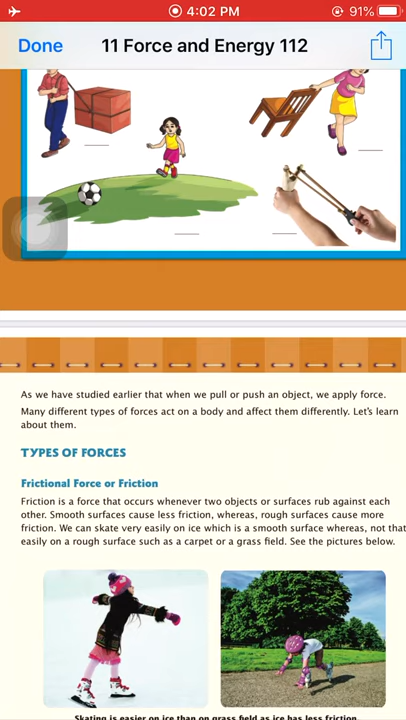 4:02 PM
91%
Done
11 Force and Energy 112
As we have studied earlier that when we pull or push an object, we apply force.
Many different types of forces act on a body and affect them differently. Let's learn
about them.
TYPES OF FORCES
Frictional Force or Friction
Friction is a force that occurs whenever two objects or surfaces rub against each
other. Smooth surfaces cause less friction, whereas, rough surfaces cause more
friction. We can skate very easily on ice which is a smooth surface whereas, not that
easily on a rough surface such as a carpet or a grass field. See the pictures below.
Skating is easier on ice than on grass field as ice has less friction.